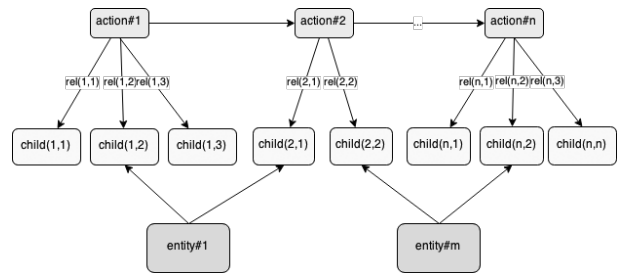 action#1 action#2 ... action#n
rel(1,1) rel(1,2) rel(1,3) rel(2,1) rel(2,2) rel(n,1) rel(n,2) rel(n,3)
child(1,1) child(1,2) child(1,3) child(2,1) child(2,2) child(n,1) child(n,2) child(n,n)
entity#1 entity#m